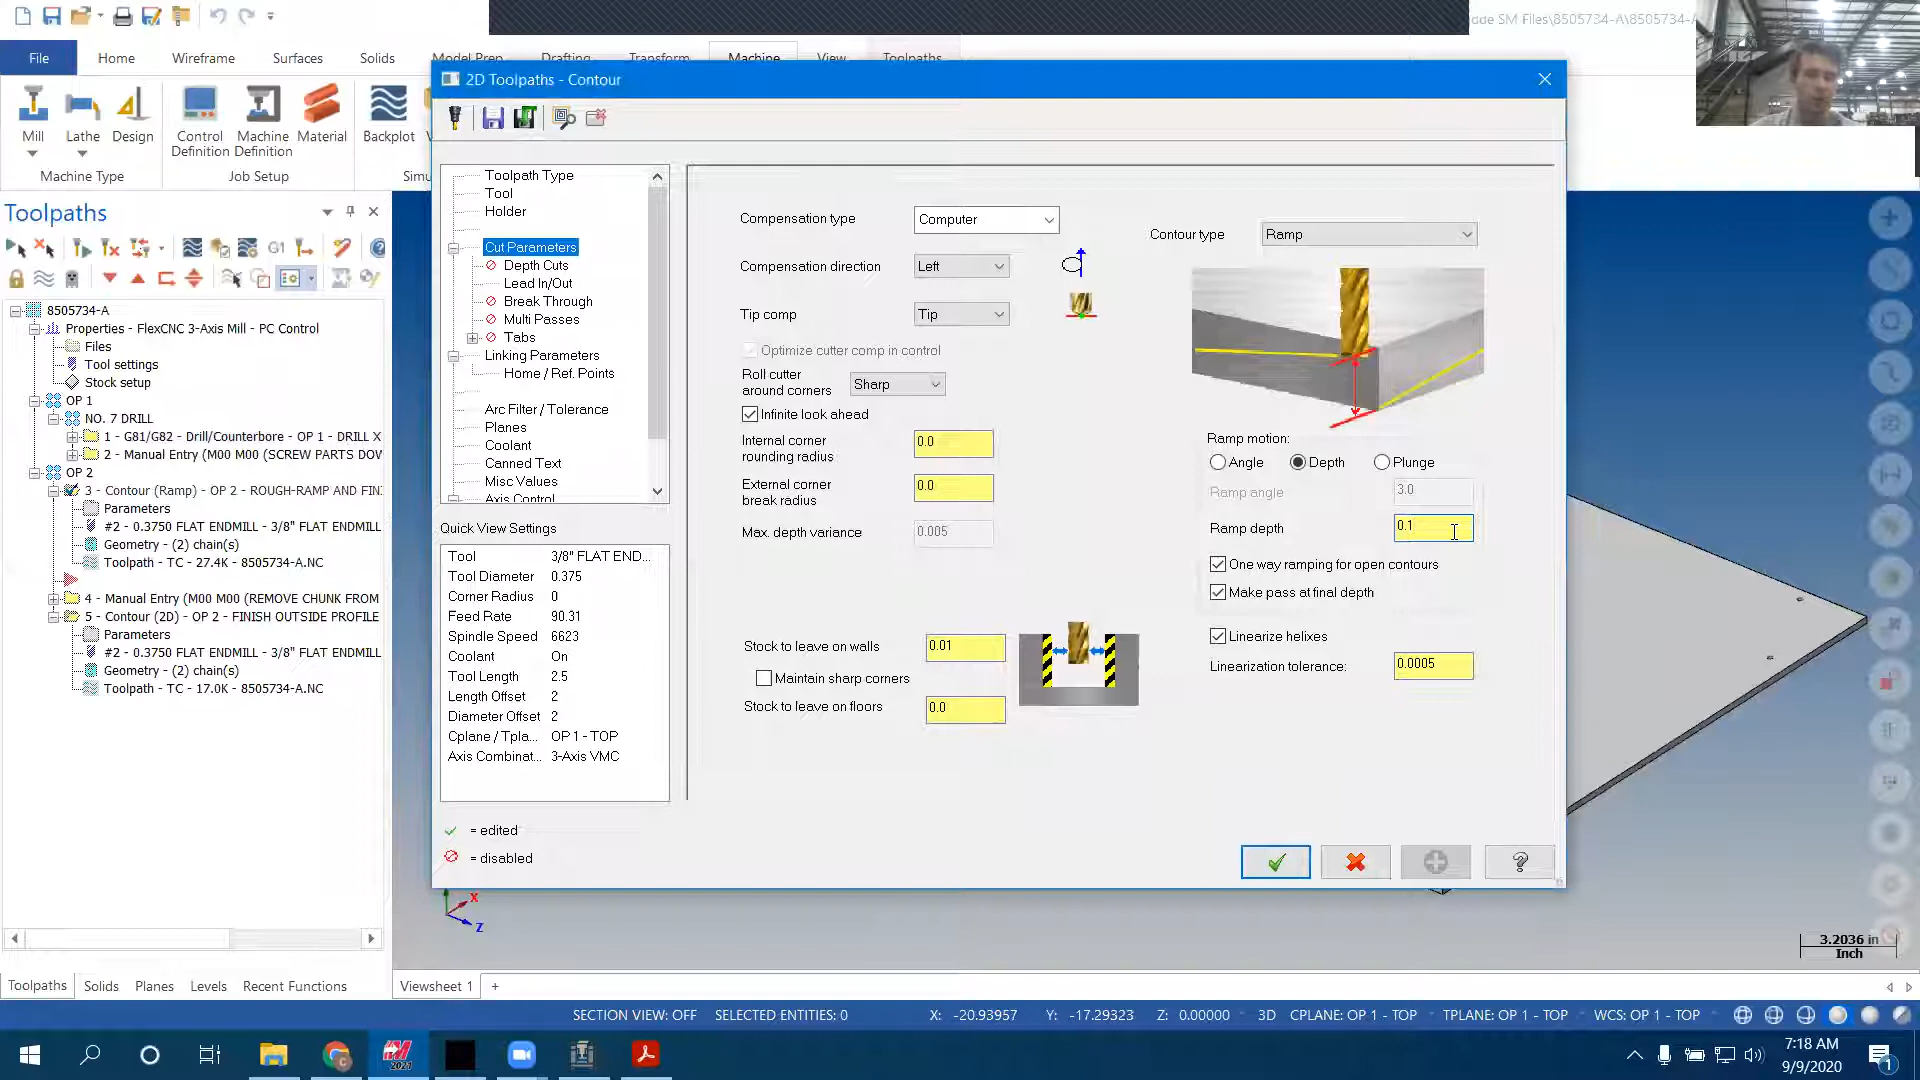 ade SM Files\8505734-A\8505734-A
File
Home
Wireframe
Surfaces
Solids
Model Prep
Drafting
Transform
Machine
View
Toolpaths
Mill
Lathe
Design
Control Definition
Machine Definition
Material
Backplot
Machine Type
Job Setup
Simu
Toolpaths
G1
8505734-A
Properties - FlexCNC 3-Axis Mill - PC Control
Files
Tool settings
Stock setup
OP 1
NO. 7 DRILL
1 - G81/G82 - Drill/Counterbore - OP 1 - DRILL X
2 - Manual Entry (M00 M00 (SCREW PARTS DOW
OP 2
3 - Contour (Ramp) - OP 2 - ROUGH-RAMP AND FINI
Parameters
#2 - 0.3750 FLAT ENDMILL - 3/8" FLAT ENDMILL
Geometry - (2) chain(s)
Toolpath - TC - 27.4K - 8505734-A.NC
4 - Manual Entry (M00 M00 (REMOVE CHUNK FROM
5 - Contour (2D) - OP 2 - FINISH OUTSIDE PROFILE
Parameters
#2 - 0.3750 FLAT ENDMILL - 3/8" FLAT ENDMILL
Geometry - (2) chain(s)
Toolpath - TC - 17.0K - 8505734-A.NC
2D Toolpaths - Contour
Toolpath Type
Tool
Holder
Cut Parameters
Depth Cuts
Lead In/Out
Break Through
Multi Passes
Tabs
Linking Parameters
Home / Ref. Points
Arc Filter / Tolerance
Planes
Coolant
Canned Text
Misc Values
Axis Control
Quick View Settings
Tool 3/8" FLAT END...
Tool Diameter 0.375
Corner Radius 0
Feed Rate 90.31
Spindle Speed 6623
Coolant On
Tool Length 2.5
Length Offset 2
Diameter Offset 2
Cplane / Tpla... OP 1 - TOP
Axis Combinat... 3-Axis VMC
= edited
= disabled
Compensation type Computer
Compensation direction Left
Tip comp Tip
Optimize cutter comp in control
Roll cutter around corners Sharp
Infinite look ahead
Internal corner rounding radius 0.0
External corner break radius 0.0
Max. depth variance 0.005
Stock to leave on walls 0.01
Maintain sharp corners
Stock to leave on floors 0.0
Contour type Ramp
Ramp motion:
Angle Depth Plunge
Ramp angle 3.0
Ramp depth 0.1
One way ramping for open contours
Make pass at final depth
Linearize helixes
Linearization tolerance: 0.0005
X
Z
3.2036 in
Inch
Toolpaths Solids Planes Levels Recent Functions
Viewsheet 1 +
SECTION VIEW: OFF SELECTED ENTITIES: 0 X: -20.93957 Y: -17.29323 Z: 0.00000 3D CPLANE: OP 1 - TOP TPLANE: OP 1 - TOP WCS: OP 1 - TOP
2021
7:18 AM
9/9/2020
1